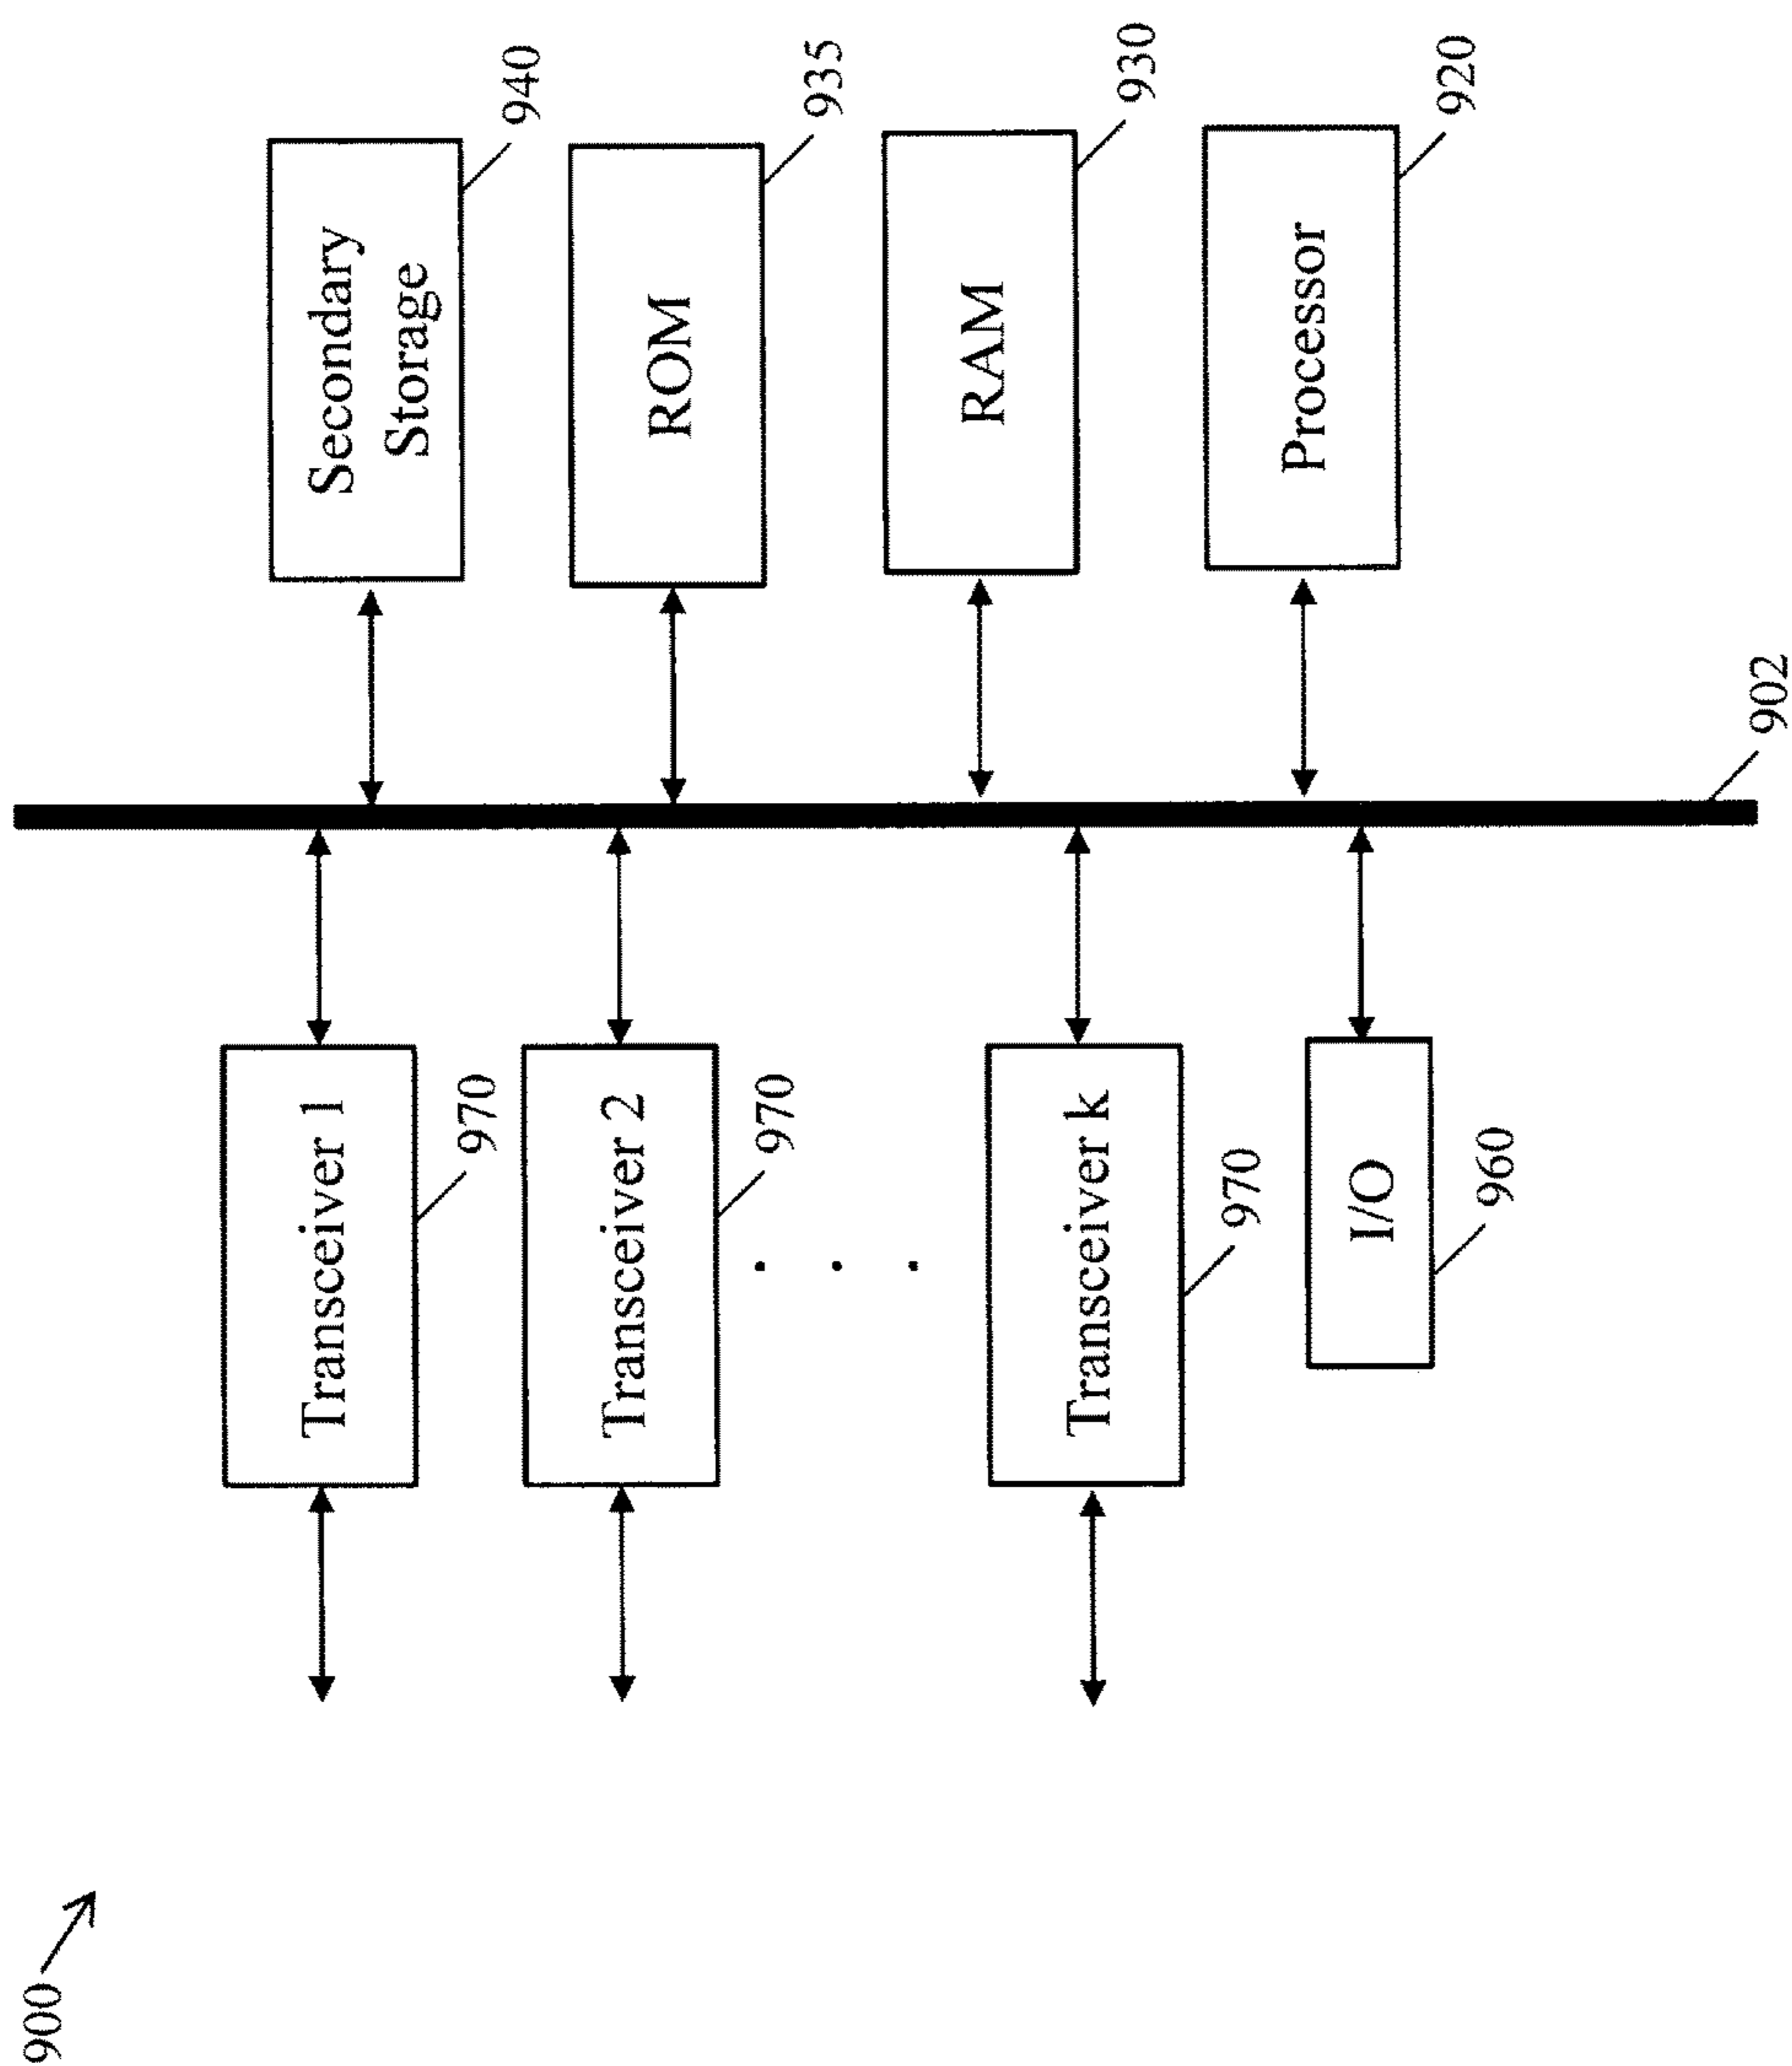 900
Transceiver 1
970
Transceiver 2
970
. . .
Transceiver k
970
I/O
960
902
Secondary
Storage
940
ROM
935
RAM
930
Processor
920